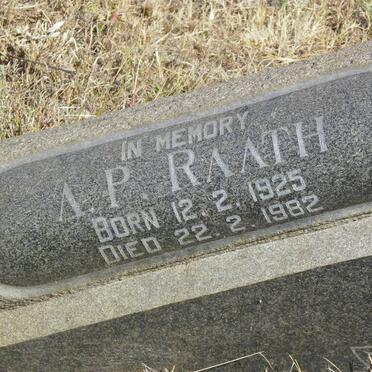 IN MEMORY
A. P. RAATH
BORN 12. 2. 1925
DIED 22. 2. 1982